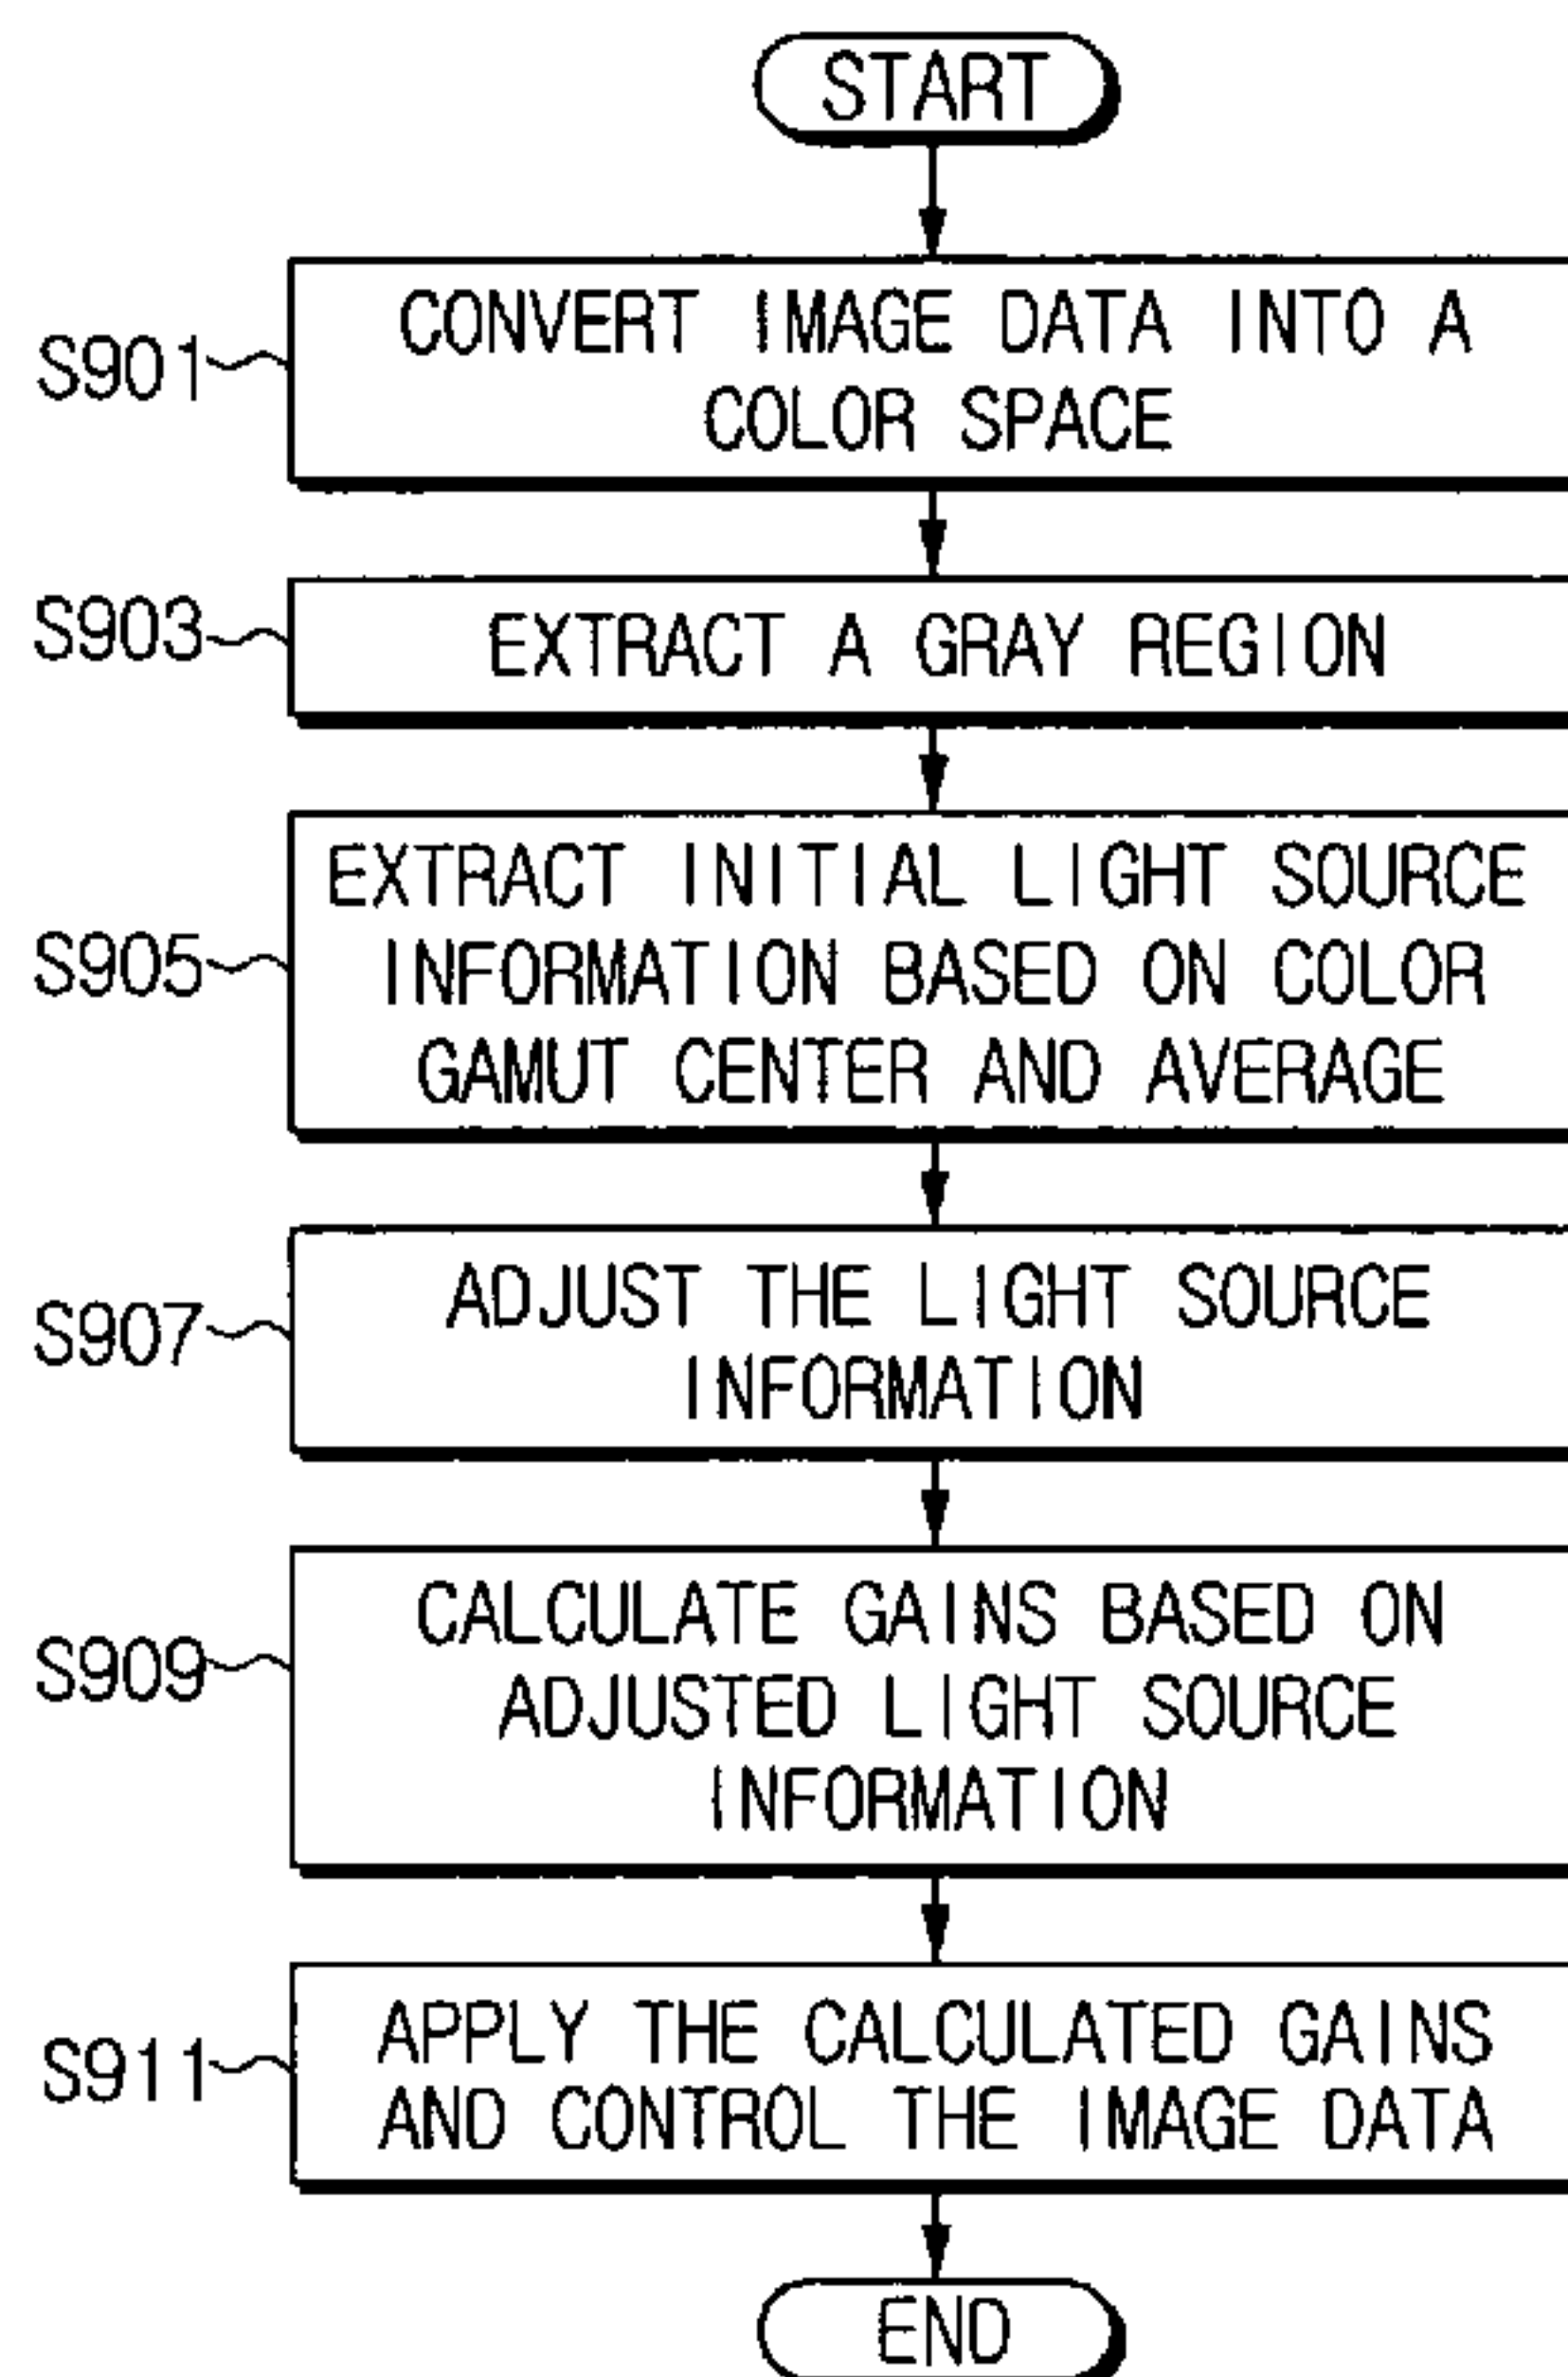 START
S901
CONVERT IMAGE DATA INTO A
COLOR SPACE
S903
EXTRACT A GRAY REGION
S905
EXTRACT INITIAL LIGHT SOURCE
INFORMATION BASED ON COLOR
GAMUT CENTER AND AVERAGE
S907
ADJUST THE LIGHT SOURCE
INFORMATION
S909
CALCULATE GAINS BASED ON
ADJUSTED LIGHT SOURCE
INFORMATION
S911
APPLY THE CALCULATED GAINS
AND CONTROL THE IMAGE DATA
END